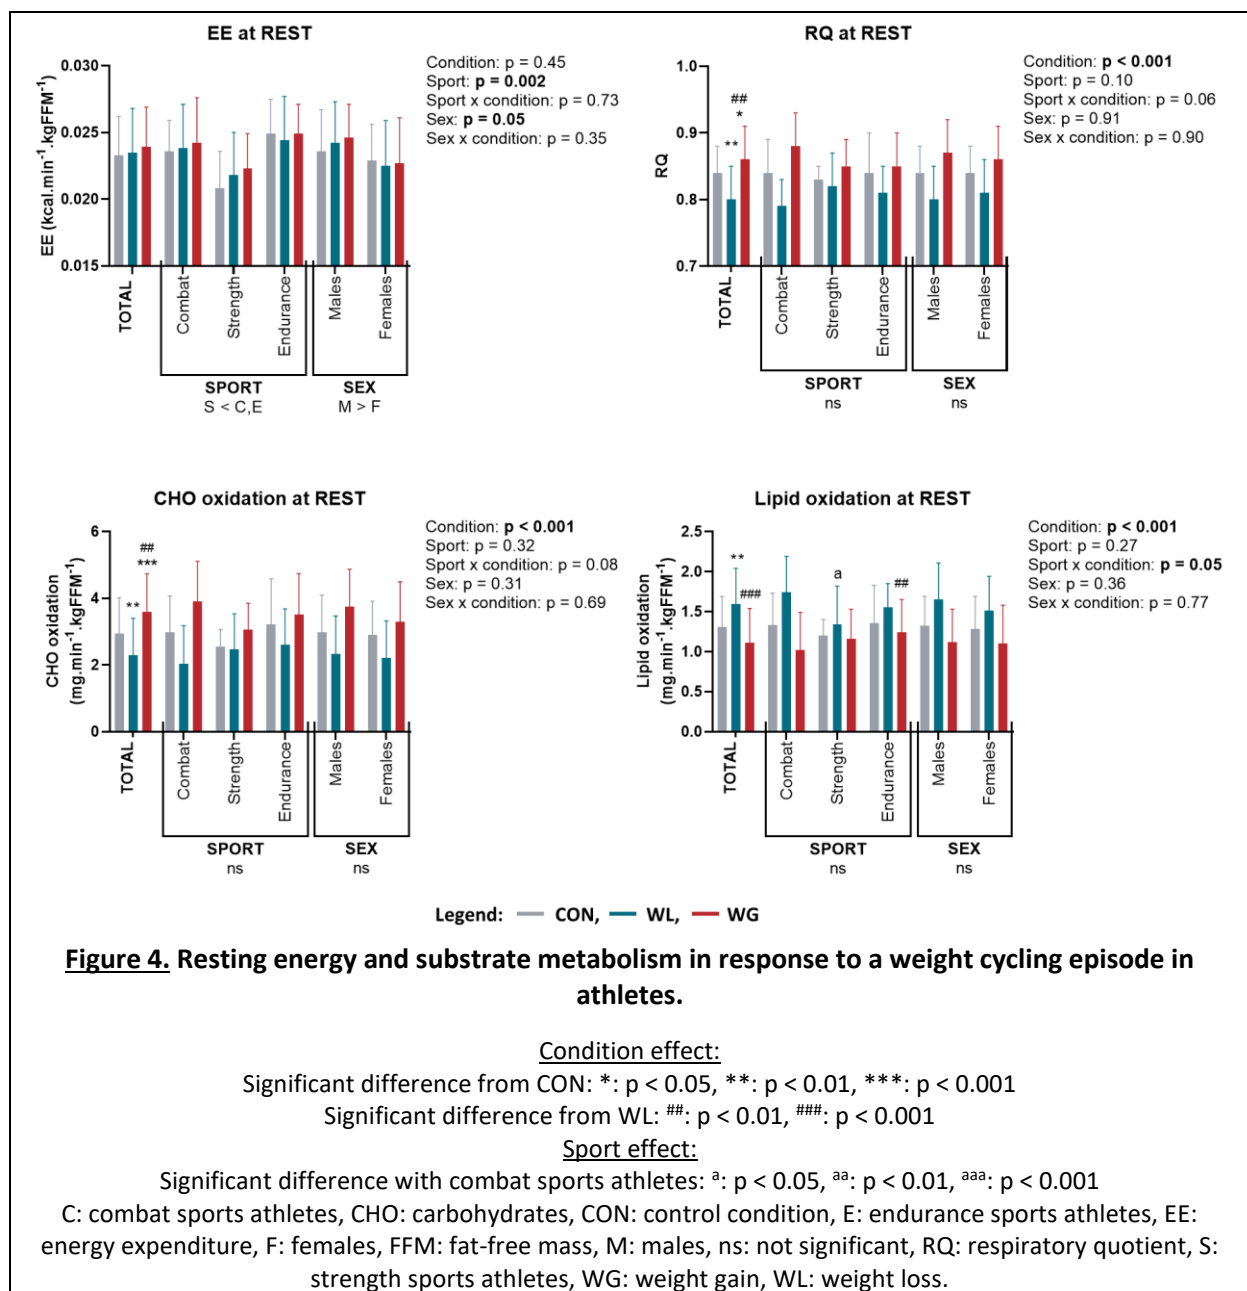 EE at REST
0.030
0.025
0.020
0.015
EE (kcal.min⁻¹.kgFFM⁻¹)
TOTAL
Combat
Strength
Endurance
Males
Females
SPORT
S < C,E
SEX
M > F
Condition: p = 0.45
Sport: p = 0.002
Sport x condition: p = 0.73
Sex: p = 0.05
Sex x condition: p = 0.35
RQ at REST
1.0
0.9
0.8
0.7
RQ
**
##
*
TOTAL
Combat
Strength
Endurance
Males
Females
SPORT
ns
SEX
ns
Condition: p < 0.001
Sport: p = 0.10
Sport x condition: p = 0.06
Sex: p = 0.91
Sex x condition: p = 0.90
CHO oxidation at REST
6
4
2
0
CHO oxidation
(mg.min⁻¹.kgFFM⁻¹)
**
##
***
TOTAL
Combat
Strength
Endurance
Males
Females
SPORT
ns
SEX
ns
Condition: p < 0.001
Sport: p = 0.32
Sport x condition: p = 0.08
Sex: p = 0.31
Sex x condition: p = 0.69
Lipid oxidation at REST
2.5
2.0
1.5
1.0
0.5
0.0
Lipid oxidation
(mg.min⁻¹.kgFFM⁻¹)
**
###
a
##
TOTAL
Combat
Strength
Endurance
Males
Females
SPORT
ns
SEX
ns
Condition: p < 0.001
Sport: p = 0.27
Sport x condition: p = 0.05
Sex: p = 0.36
Sex x condition: p = 0.77
Legend: CON, WL, WG
Figure 4. Resting energy and substrate metabolism in response to a weight cycling episode in
athletes.
Condition effect:
Significant difference from CON: *: p < 0.05, **: p < 0.01, ***: p < 0.001
Significant difference from WL: ##: p < 0.01, ###: p < 0.001
Sport effect:
Significant difference with combat sports athletes: a: p < 0.05, aa: p < 0.01, aaa: p < 0.001
C: combat sports athletes, CHO: carbohydrates, CON: control condition, E: endurance sports athletes, EE:
energy expenditure, F: females, FFM: fat-free mass, M: males, ns: not significant, RQ: respiratory quotient, S:
strength sports athletes, WG: weight gain, WL: weight loss.